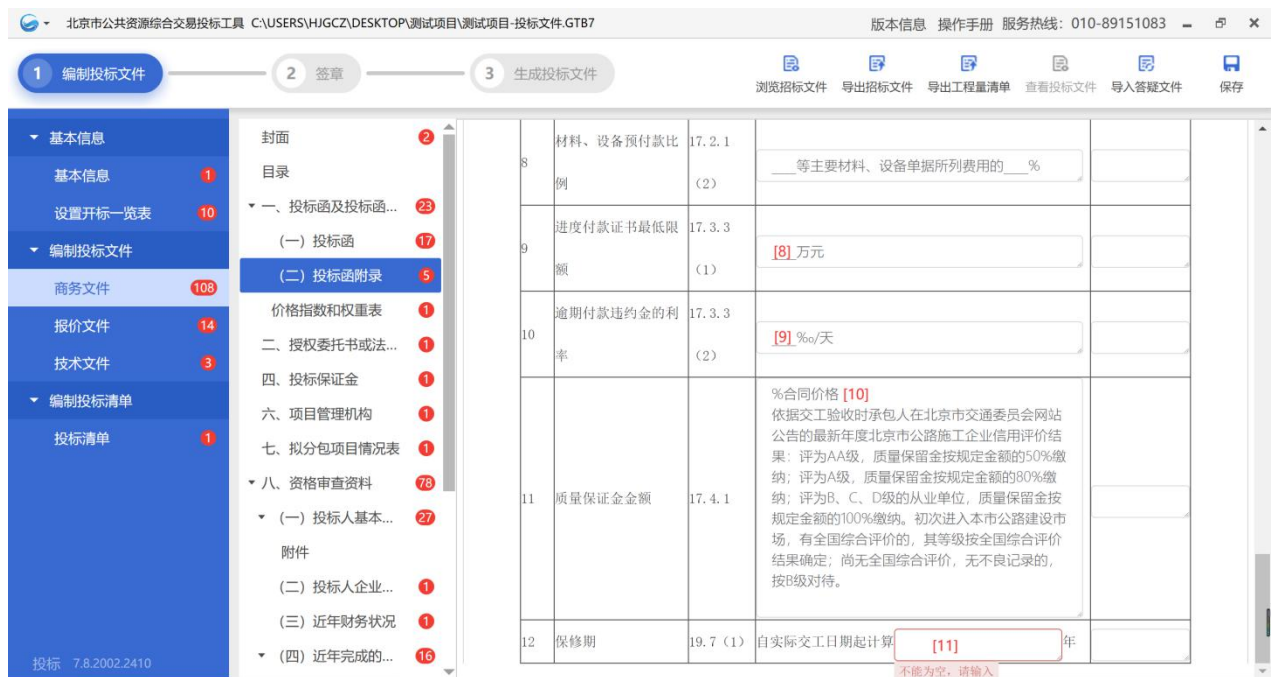 北京市公共资源综合交易投标工具 C:\USERS\HJGCZ\DESKTOP\测试项目\测试项目-投标文件.GTB7
版本信息 操作手册 服务热线：010-89151083
1 编制投标文件
2 签章
3 生成投标文件
浏览招标文件
导出招标文件
导出工程量清单
查看投标文件
导入答疑文件
保存
基本信息
基本信息 1
设置开标一览表 10
编制投标文件
商务文件 108
报价文件 14
技术文件 3
编制投标清单
投标清单 1
投标 7.8.2002.2410
封面 2
目录
一、投标函及投标函... 23
（一）投标函 17
（二）投标函附录 5
价格指数和权重表 1
二、授权委托书或法... 1
四、投标保证金 1
六、项目管理机构 1
七、拟分包项目情况表 1
八、资格审查资料 78
（一）投标人基本... 27
附件
（二）投标人企业... 1
（三）近年财务状况 1
（四）近年完成的... 16
8
材料、设备预付款比
例
17.2.1
（2）
___等主要材料、设备单据所列费用的___%
9
进度付款证书最低限
额
17.3.3
（1）
[8] 万元
10
逾期付款违约金的利
率
17.3.3
（2）
[9] ‰/天
11
质量保证金金额
17.4.1
%合同价格 [10]
依据交工验收时承包人在北京市交通委员会网站
公告的最新年度北京市公路施工企业信用评价结
果：评为AA级，质量保留金按规定金额的50%缴
纳；评为A级，质量保留金按规定金额的80%缴
纳；评为B、C、D级的从业单位，质量保留金按
规定金额的100%缴纳。初次进入本市公路建设市
场，有全国综合评价的，其等级按全国综合评价
结果确定；尚无全国综合评价，无不良记录的，
按B级对待。
12
保修期
19.7（1）
自实际交工日期起计算 [11] 年
不能为空，请输入